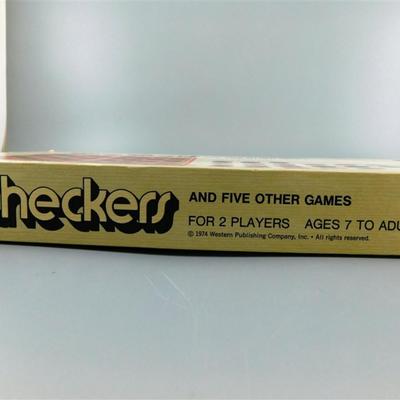 heckers
AND FIVE OTHER GAMES
FOR 2 PLAYERS AGES 7 TO ADU
© 1974 Western Publishing Company, Inc. • All rights reserved.